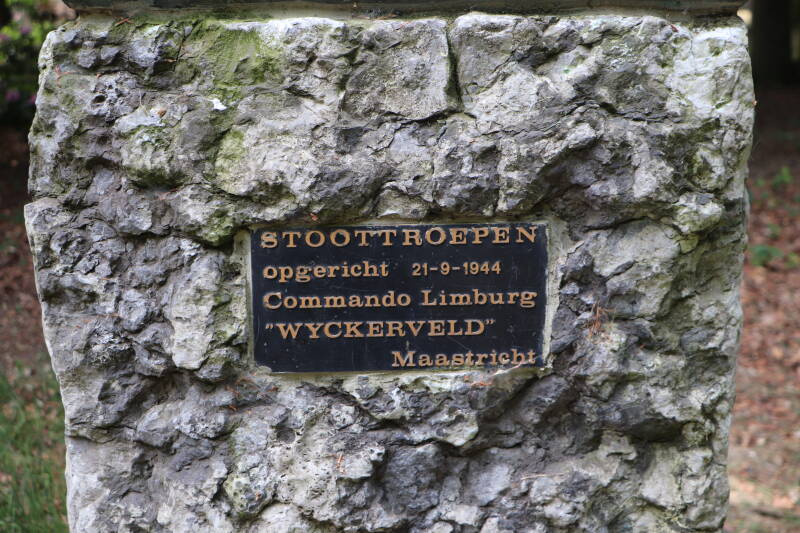 STOOTTROEPEN
opgericht 21-9-1944
Commando Limburg
"WYCKERVELD"
Maastricht